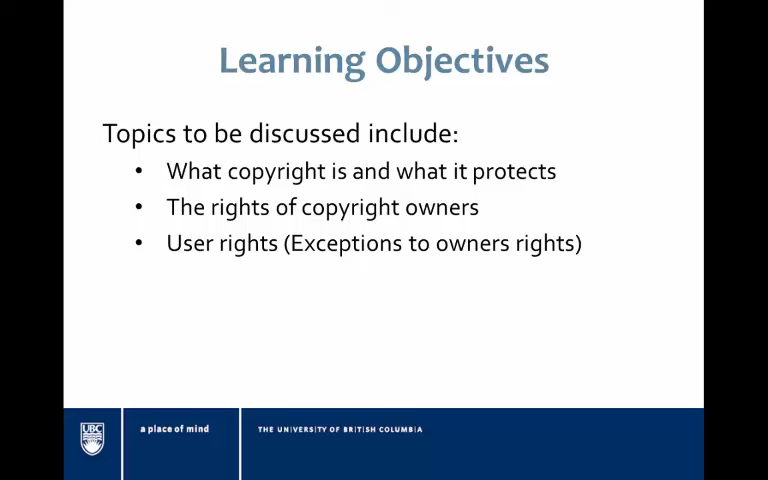 Learning Objectives
Topics to be discussed include:
• What copyright is and what it protects
• The rights of copyright owners
• User rights (Exceptions to owners rights)
UBC
a place of mind
THE UNIVERSITY OF BRITISH COLUMBIA